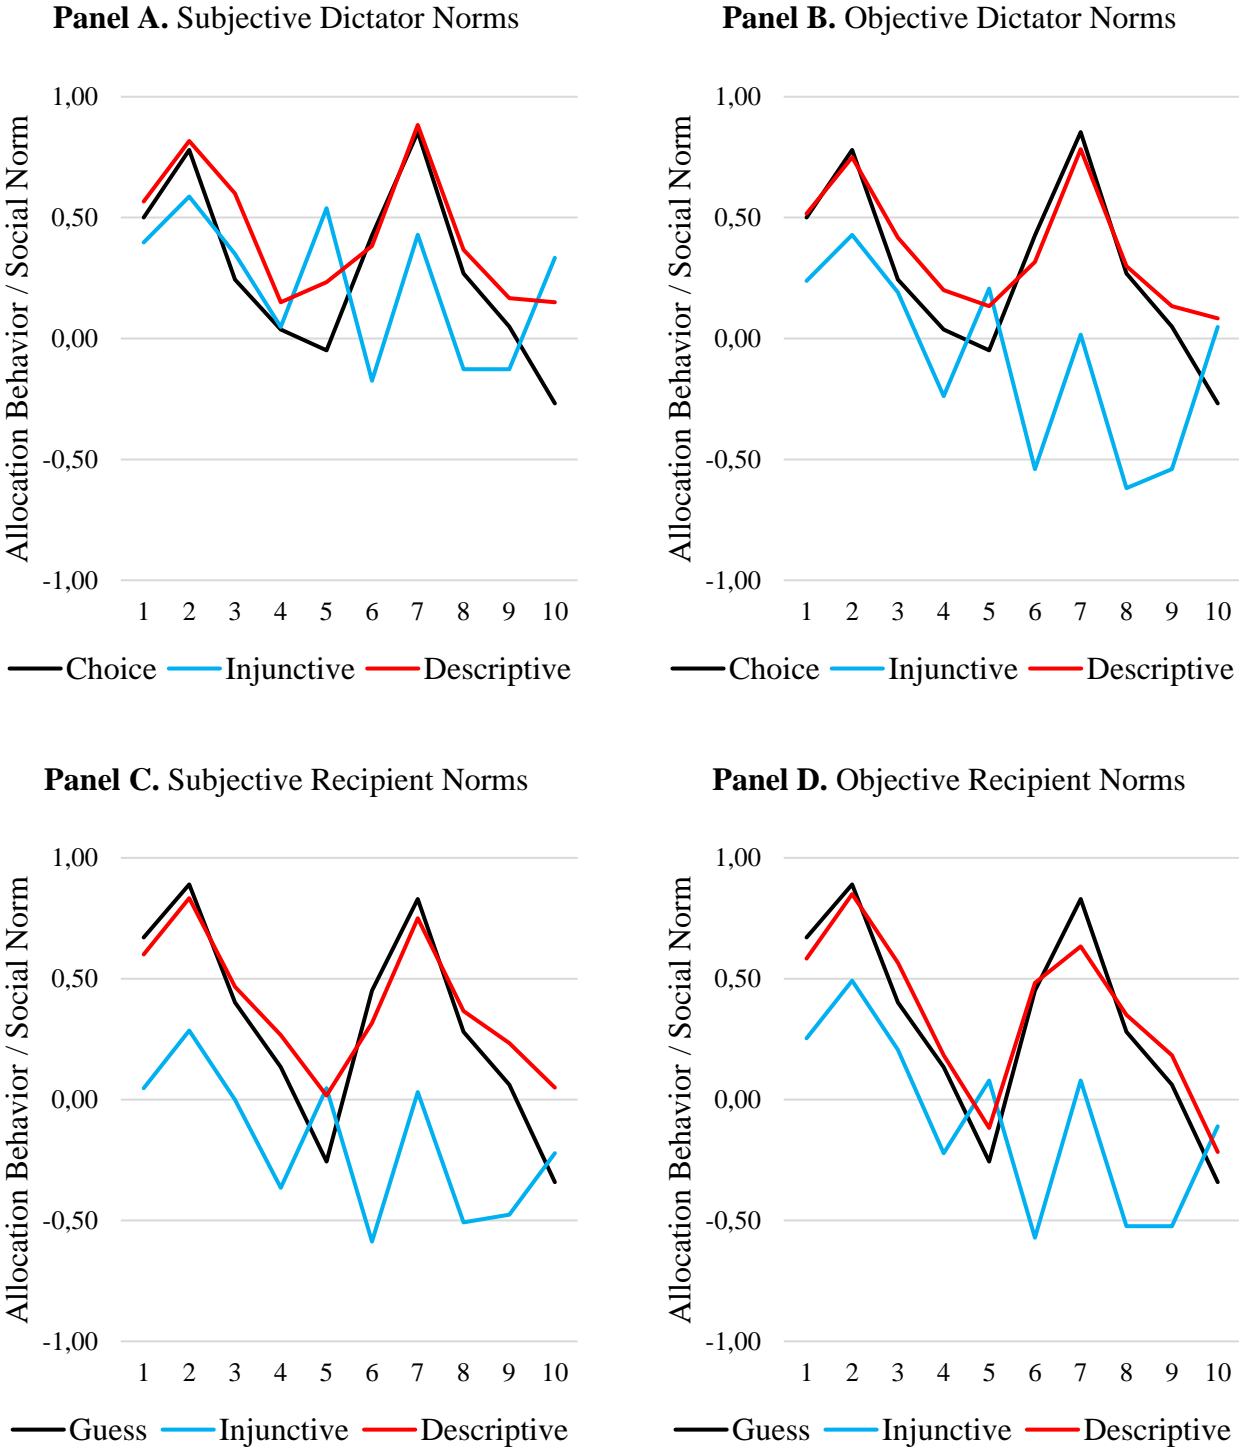 Panel A. Subjective Dictator Norms
Allocation Behavior / Social Norm
1,00
0,50
0,00
-0,50
-1,00
1 2 3 4 5 6 7 8 9 10
Choice Injunctive Descriptive
Panel B. Objective Dictator Norms
Allocation Behavior / Social Norm
1,00
0,50
0,00
-0,50
-1,00
1 2 3 4 5 6 7 8 9 10
Choice Injunctive Descriptive
Panel C. Subjective Recipient Norms
Allocation Behavior / Social Norm
1,00
0,50
0,00
-0,50
-1,00
1 2 3 4 5 6 7 8 9 10
Guess Injunctive Descriptive
Panel D. Objective Recipient Norms
Allocation Behavior / Social Norm
1,00
0,50
0,00
-0,50
-1,00
1 2 3 4 5 6 7 8 9 10
Guess Injunctive Descriptive